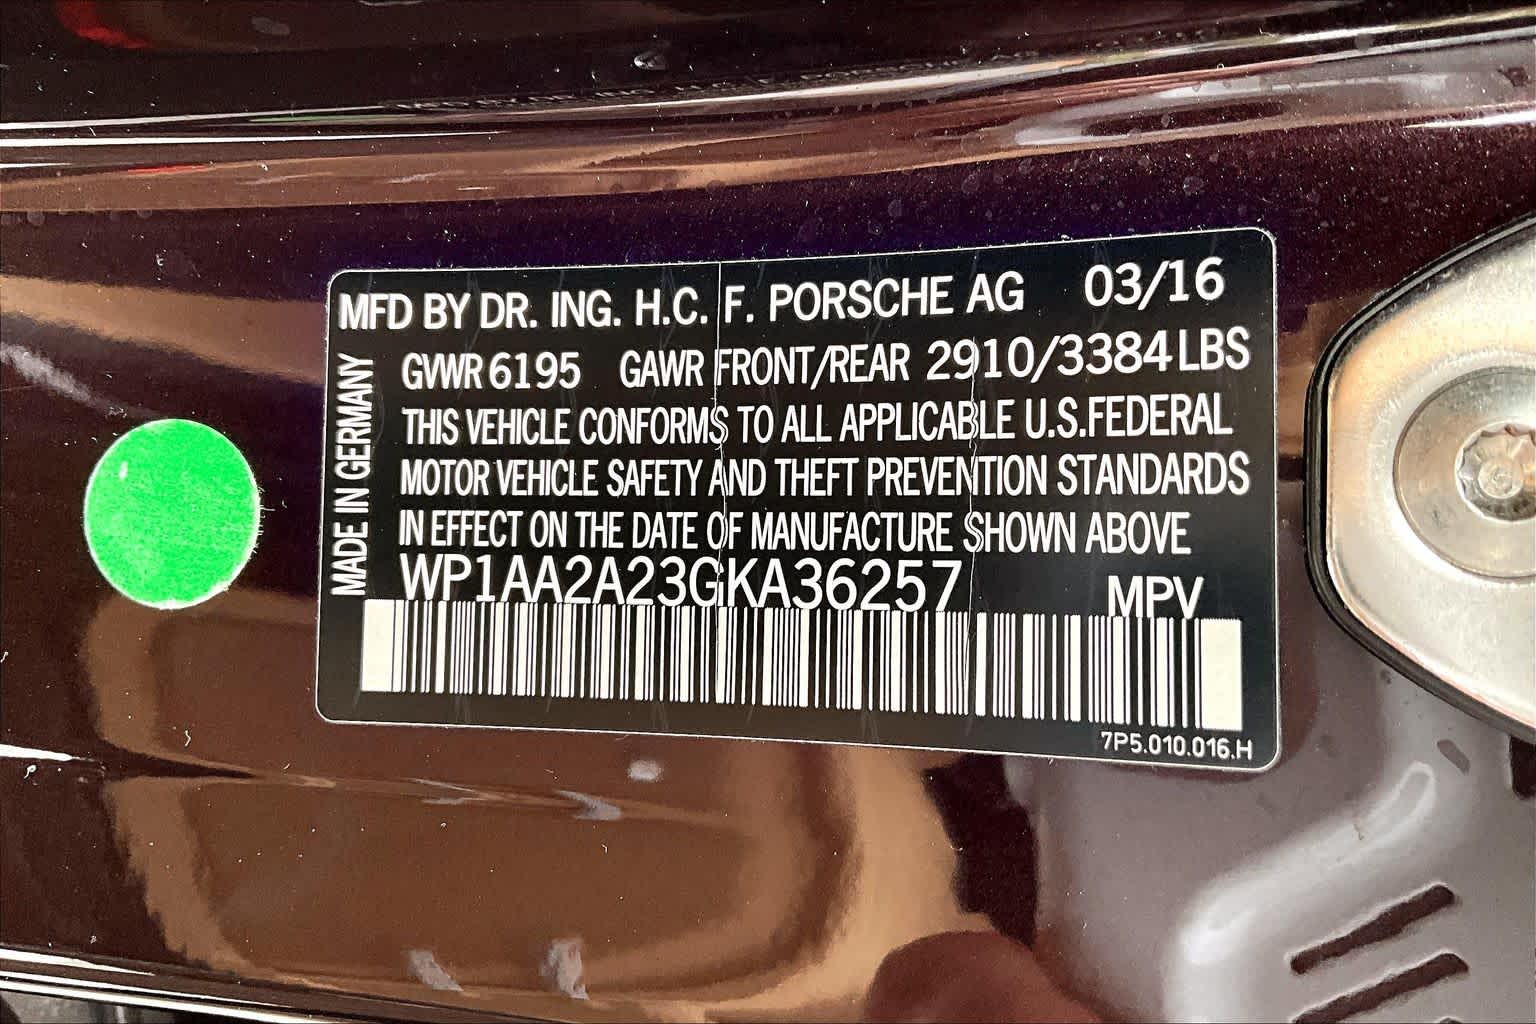 MFD BY DR. ING. H.C. F. PORSCHE AG 03/16
GWWR 6195 GAWR FRONT/REAR 2910/3384 LBS
THIS VEHICLE CONFORMS TO ALL APPLICABLE U.S.FEDERAL
MOTOR VEHICLE SAFETY AND THEFT PREVENTION STANDARDS
IN EFFECT ON THE DATE OF MANUFACTURE SHOWN ABOVE
WP1AA2A23GKA36257 MPV
7P5.010.016.H
MADE IN GERMANY